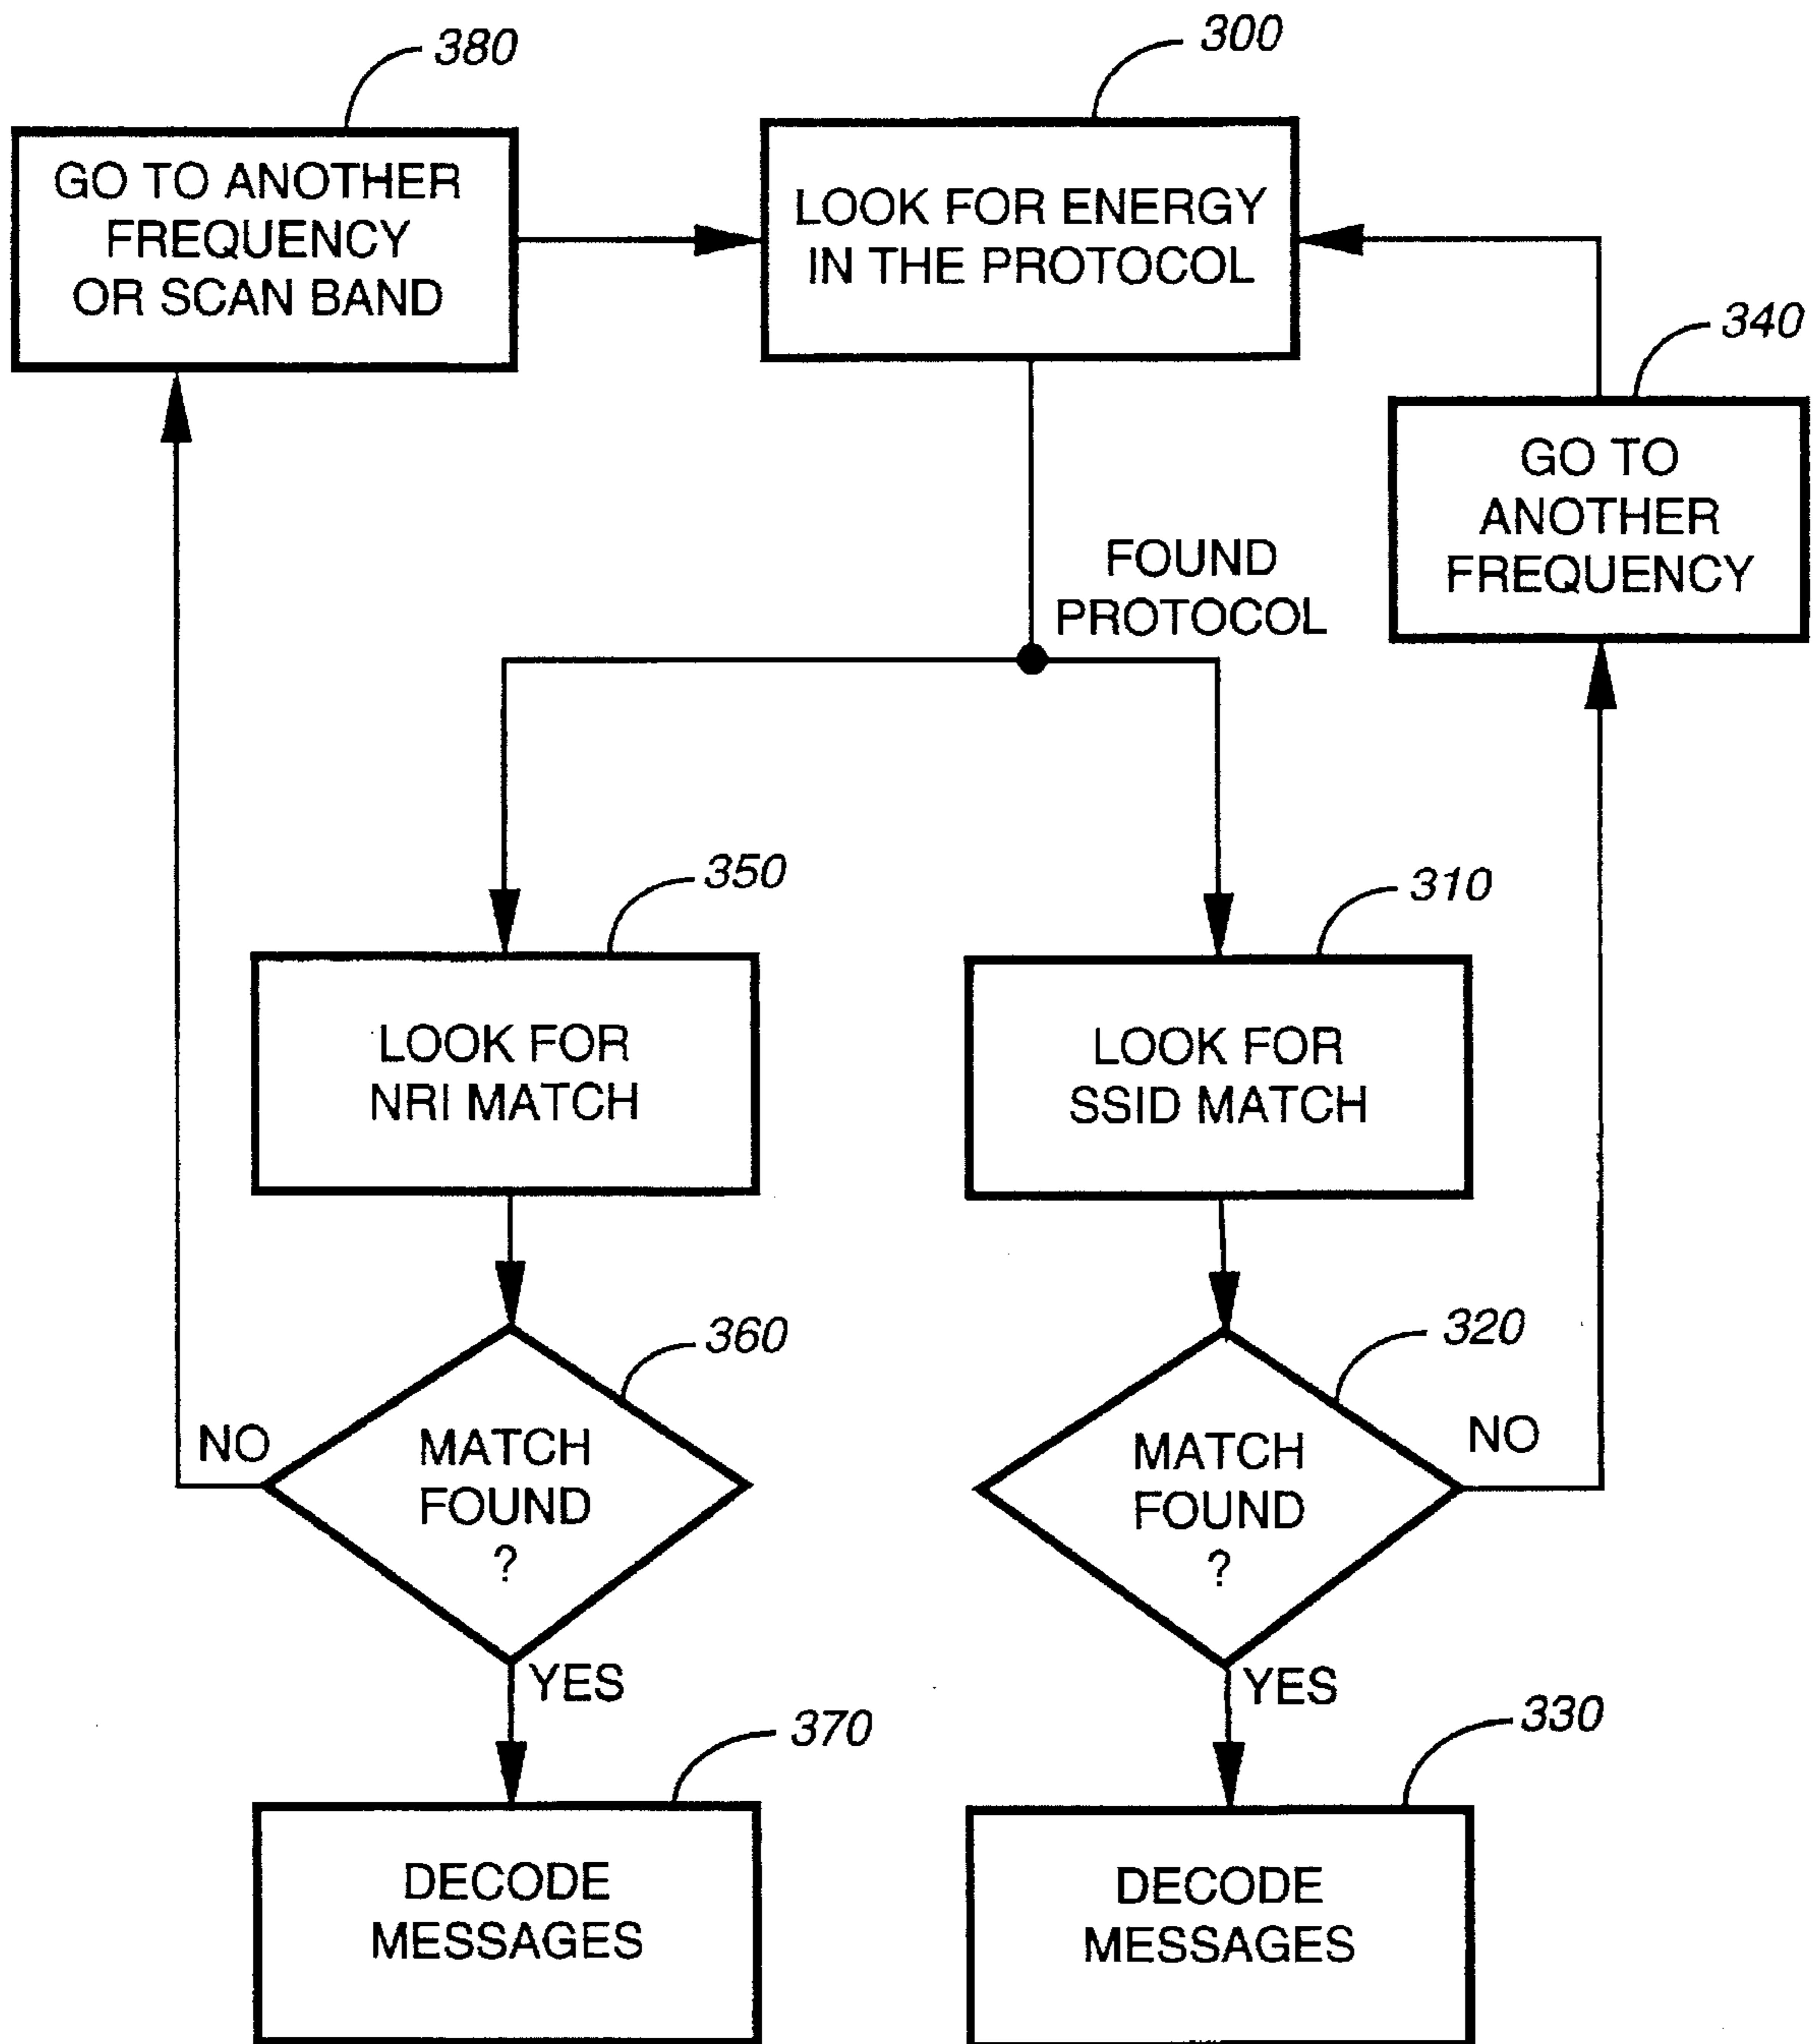 380
300
GO TO ANOTHER
FREQUENCY
OR SCAN BAND
LOOK FOR ENERGY
IN THE PROTOCOL
340
GO TO
ANOTHER
FREQUENCY
FOUND
PROTOCOL
350
310
LOOK FOR
NRI MATCH
LOOK FOR
SSID MATCH
360
320
NO
MATCH
FOUND
?
MATCH
FOUND
?
NO
YES
YES
370
330
DECODE
MESSAGES
DECODE
MESSAGES